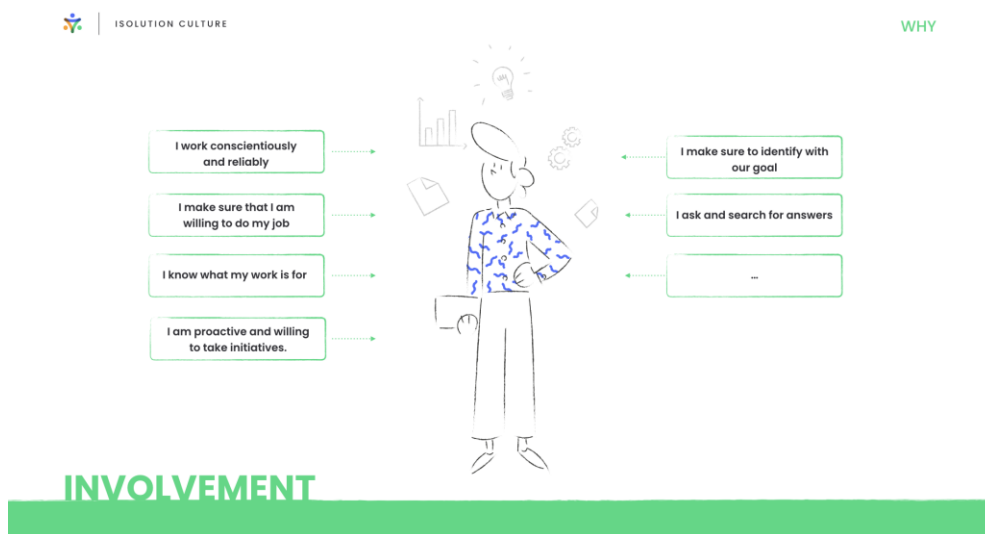 ISOLUTION CULTURE
WHY
I work conscientiously
and reliably
I make sure that I am
willing to do my job
I know what my work is for
I am proactive and willing
to take initiatives.
I make sure to identify with
our goal
I ask and search for answers
...
INVOLVEMENT